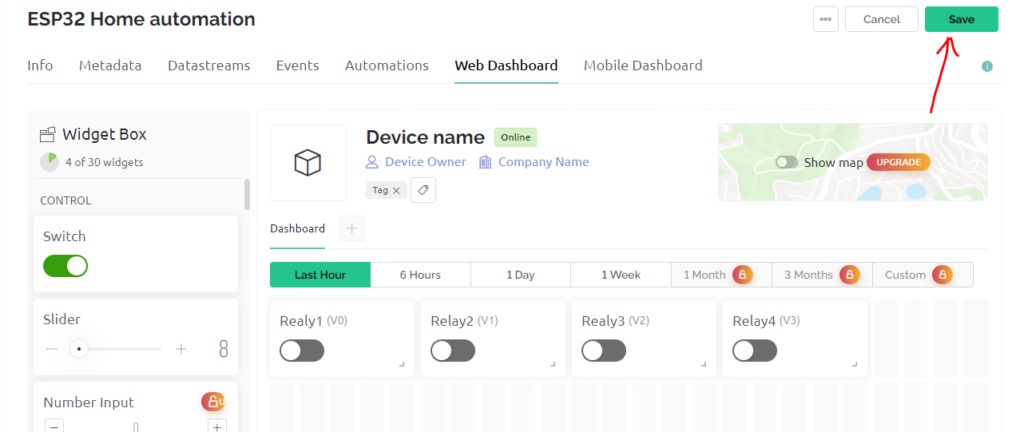 ESP32 Home automation
Cancel
Save
Info Metadata Datastreams Events Automations Web Dashboard Mobile Dashboard
Widget Box
4 of 30 widgets
CONTROL
Switch
Slider
8
Number Input
Device name Online
Device Owner Company Name
Tag
Show map UPGRADE
Dashboard
Last Hour 6 Hours 1 Day 1 Week 1 Month 3 Months Custom
Realy1 (V0) Relay2 (V1) Realy3 (V2) Relay4 (V3)